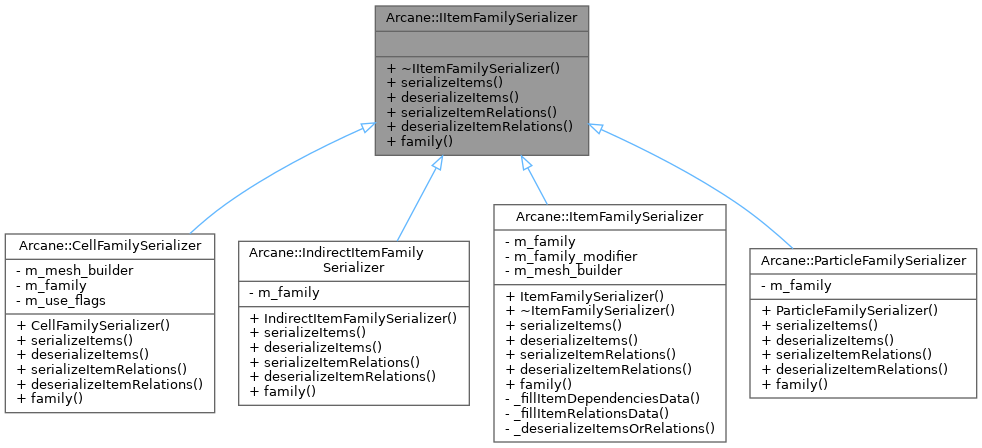 Arcane::IItemFamilySerializer
+ ~IItemFamilySerializer()
+ serializeItems()
+ deserializeItems()
+ serializeItemRelations()
+ deserializeItemRelations()
+ family()
Arcane::CellFamilySerializer
- m_mesh_builder
- m_family
- m_use_flags
+ CellFamilySerializer()
+ serializeItems()
+ deserializeItems()
+ serializeItemRelations()
+ deserializeItemRelations()
+ family()
Arcane::IndirectItemFamily
Serializer
- m_family
+ IndirectItemFamilySerializer()
+ serializeItems()
+ deserializeItems()
+ serializeItemRelations()
+ deserializeItemRelations()
+ family()
Arcane::ItemFamilySerializer
- m_family
- m_family_modifier
- m_mesh_builder
+ ItemFamilySerializer()
+ ~ItemFamilySerializer()
+ serializeItems()
+ deserializeItems()
+ serializeItemRelations()
+ deserializeItemRelations()
+ family()
- _fillItemDependenciesData()
- _fillItemRelationsData()
- _deserializeItemsOrRelations()
Arcane::ParticleFamilySerializer
- m_family
+ ParticleFamilySerializer()
+ serializeItems()
+ deserializeItems()
+ serializeItemRelations()
+ deserializeItemRelations()
+ family()